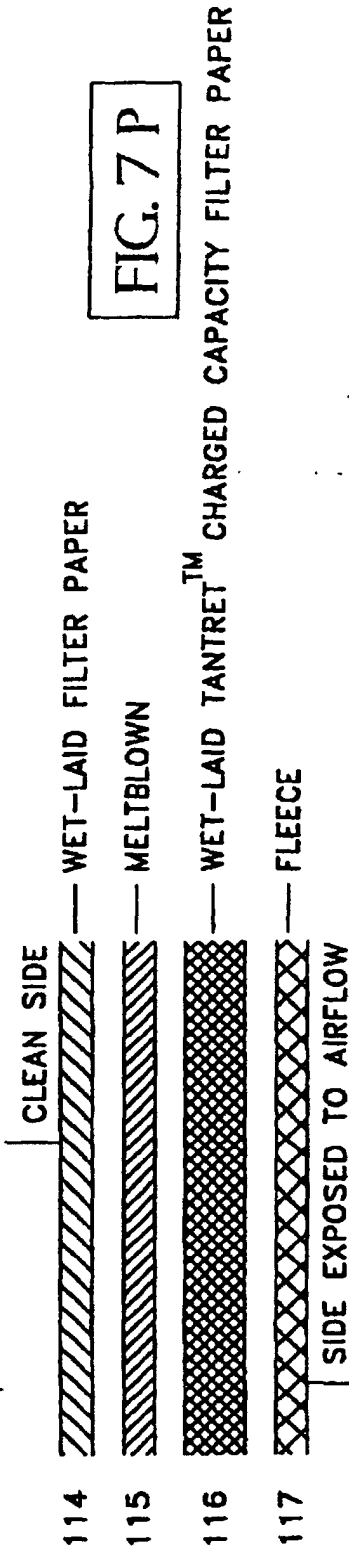 FIG. 7 P
CLEAN SIDE
114 WET-LAID FILTER PAPER
115 MELTBLOWN
116 WET-LAID TANTRET™ CHARGED CAPACITY FILTER PAPER
117 FLEECE
SIDE EXPOSED TO AIRFLOW